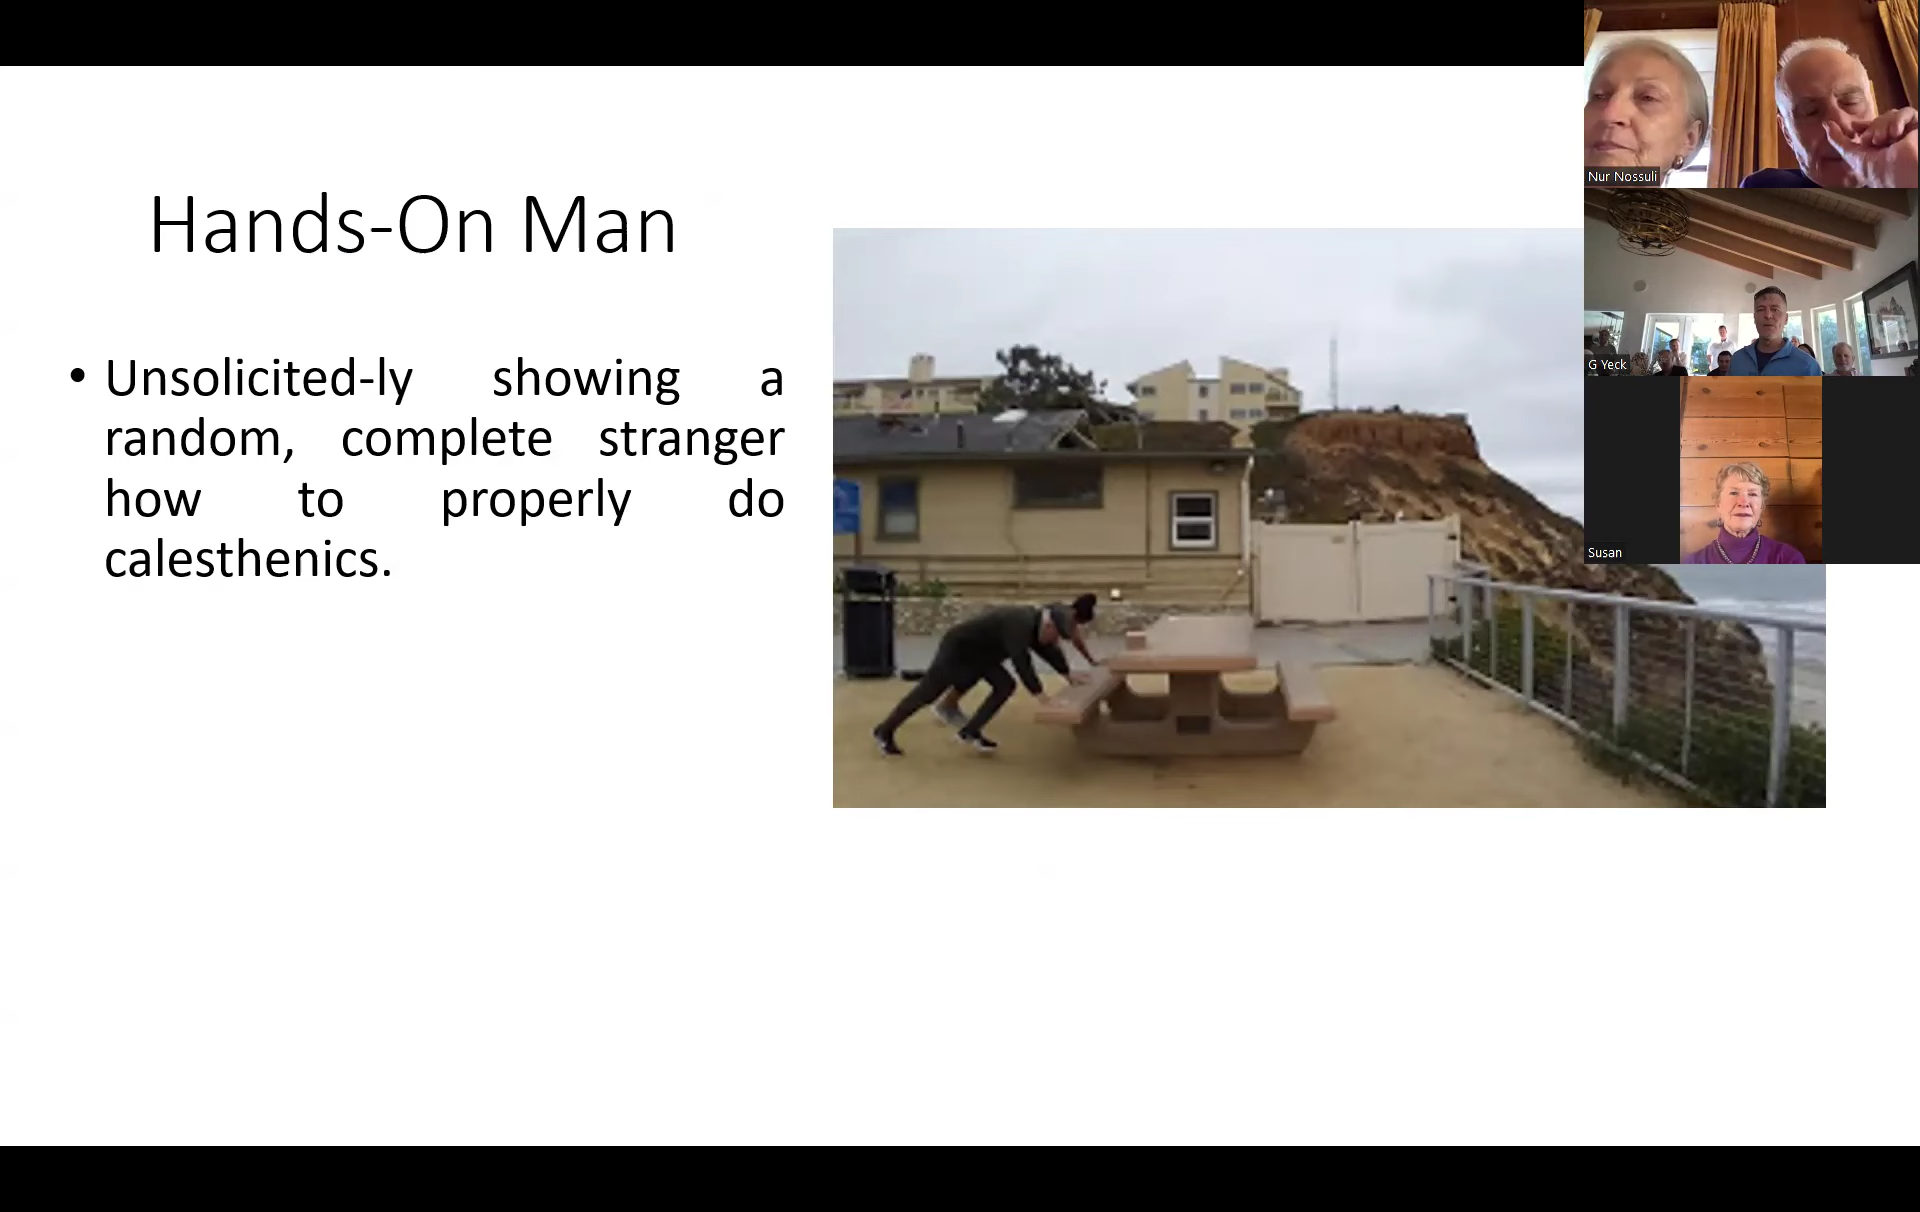 Hands-On Man
• Unsolicited-ly showing a
random, complete stranger
how to properly do
calesthenics.
Nur Nossuli
G Yeck
Susan